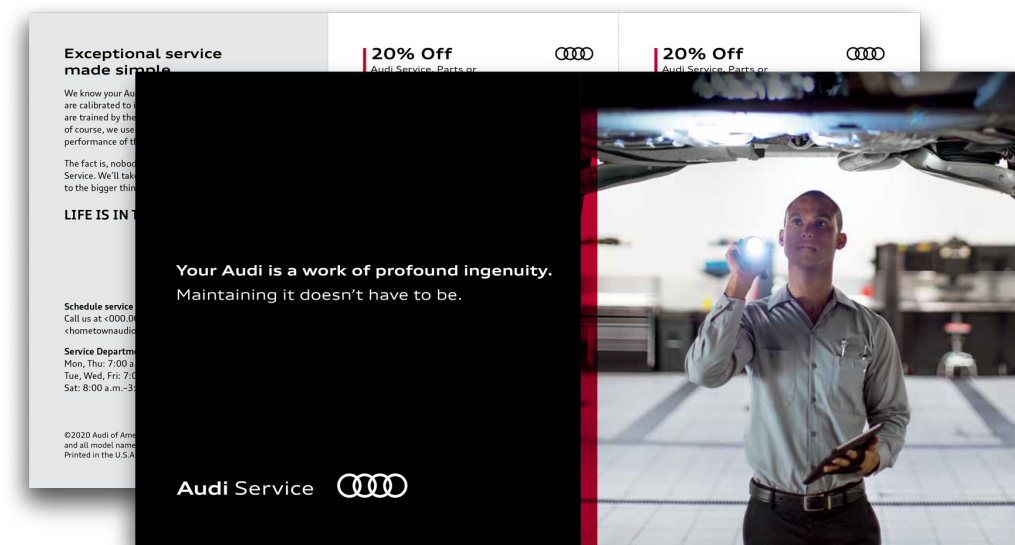 Exceptional service
made simple
We know your Au
are calibrated to i
are trained by the
of course, we use
performance of th
The fact is, nobod
Service. We'll take
to the bigger thin
LIFE IS IN T
Schedule service
Call us at <000.00
<hometownaudio
Service Departme
Mon, Thu: 7:00 a.
Tue, Wed, Fri: 7:0
Sat: 8:00 a.m.–3:
©2020 Audi of Ame
and all model name
Printed in the U.S.A
20% Off
Audi Service, Parts or
20% Off
Audi Service, Parts or
Your Audi is a work of profound ingenuity.
Maintaining it doesn't have to be.
Audi Service